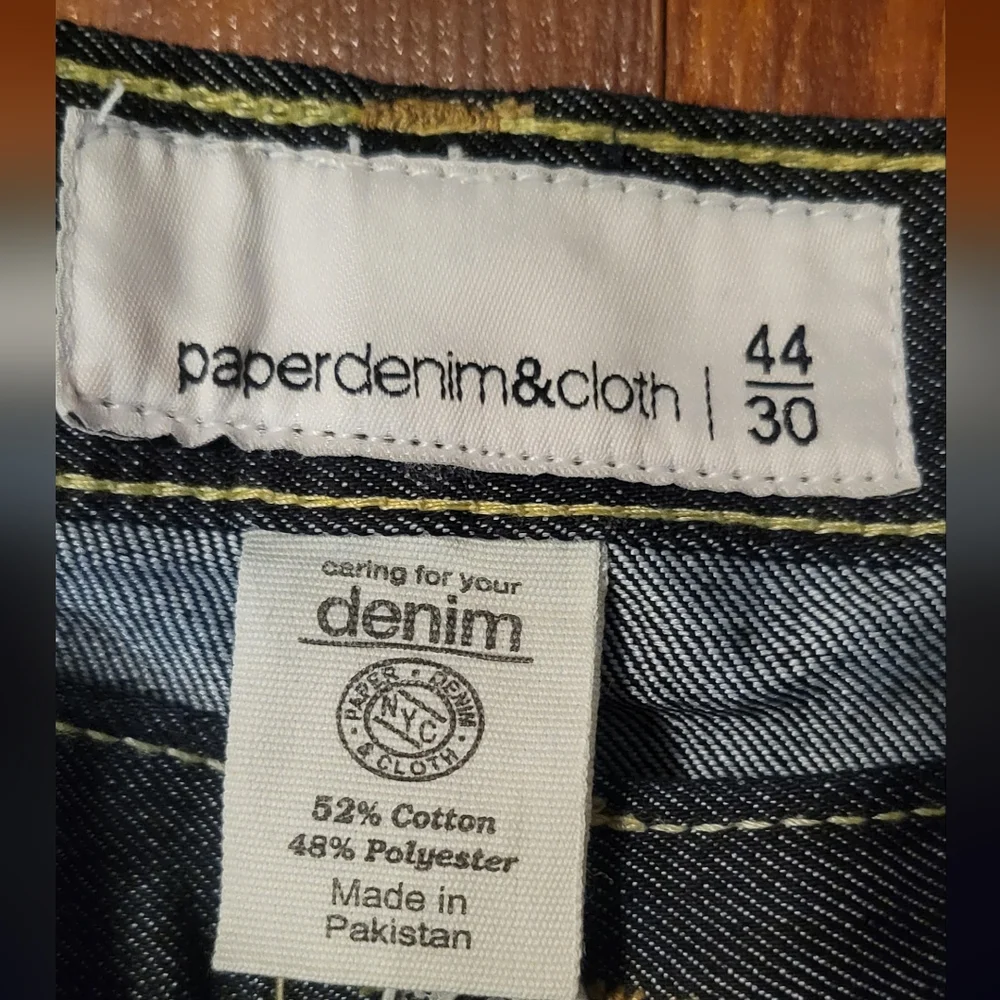 paperdenim&cloth | 44
30
caring for your
denim
PAPER · DENIM · & CLOTH ·
NYC
52% Cotton
48% Polyester
Made in
Pakistan